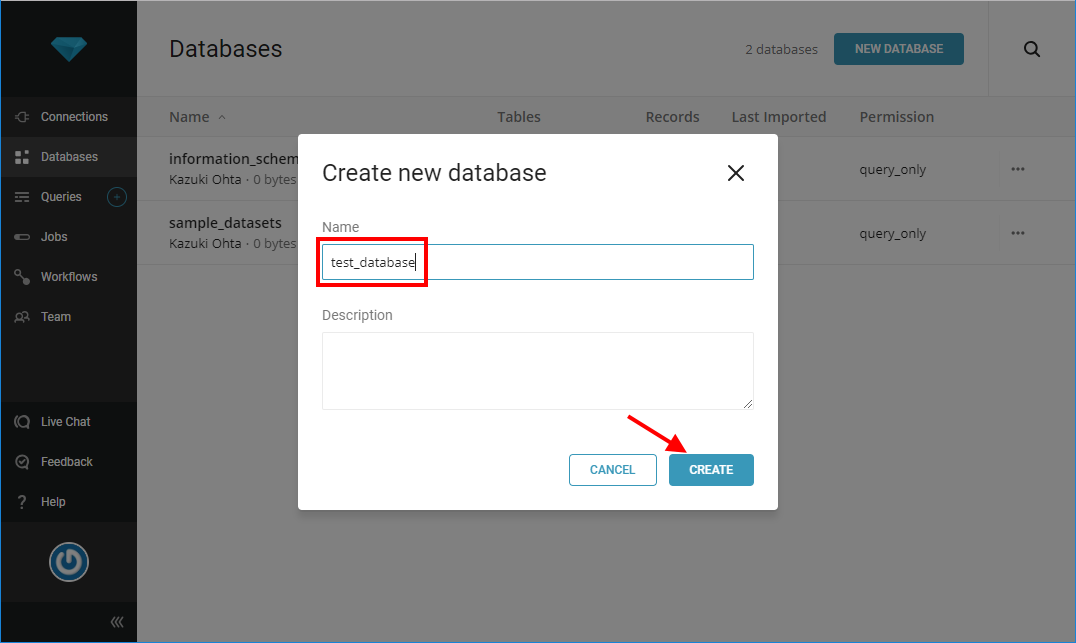 Databases
2 databases
NEW DATABASE
Connections
Databases
Queries
Jobs
Workflows
Team
Live Chat
Feedback
Help
Name Tables Records Last Imported Permission
information_schem
Kazuki Ohta · 0 bytes
query_only
sample_datasets
Kazuki Ohta · 0 bytes
query_only
Create new database
Name
test_database
Description
CANCEL
CREATE